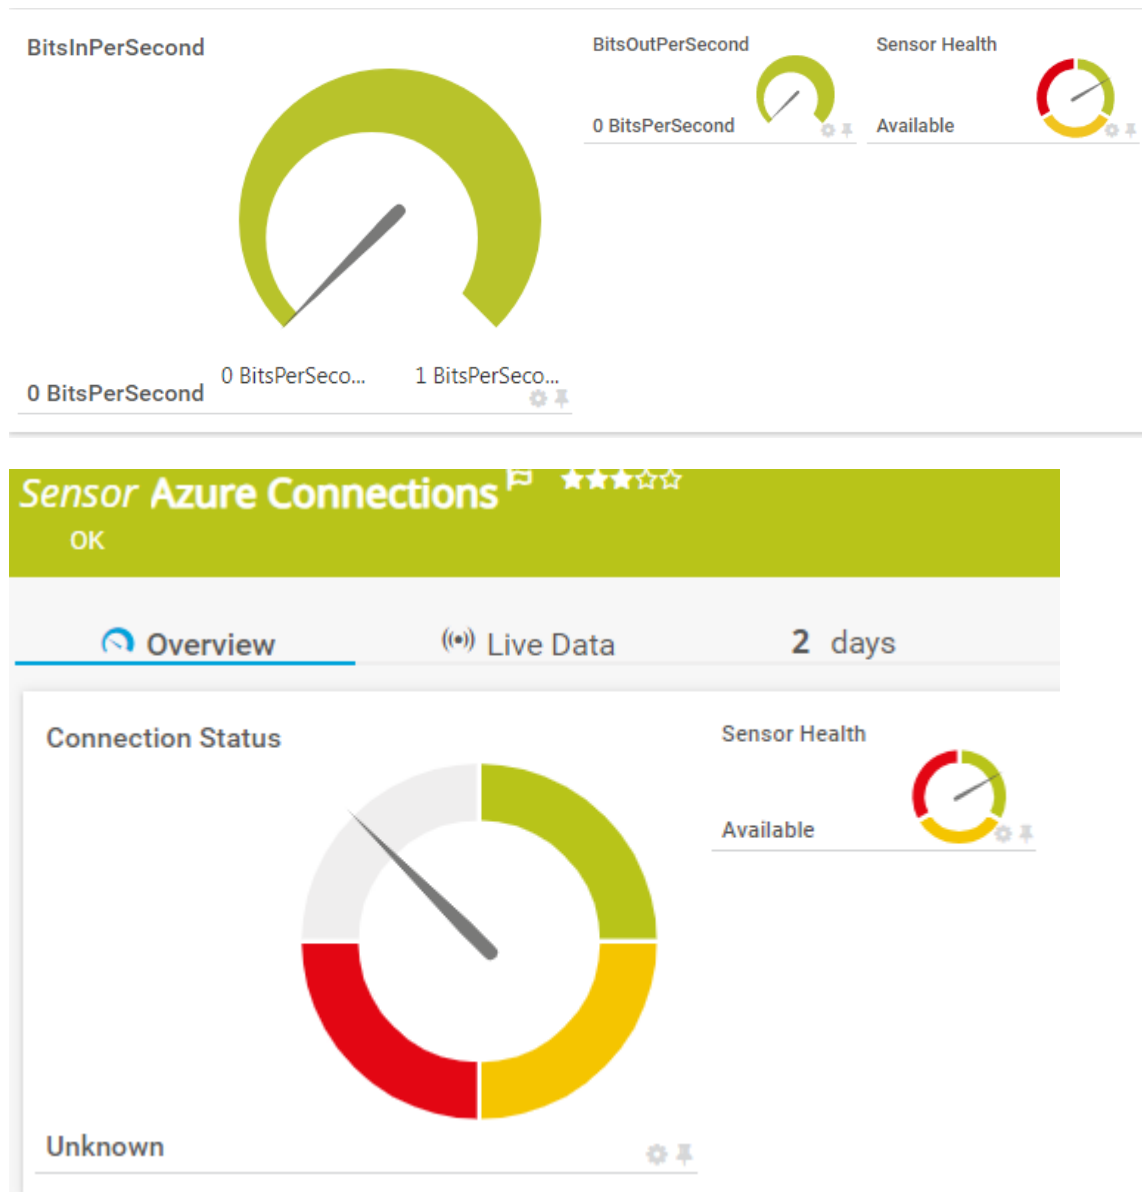 BitsInPerSecond
0 BitsPerSeco...
1 BitsPerSeco...
0 BitsPerSecond
BitsOutPerSecond
0 BitsPerSecond
Sensor Health
Available
Sensor Azure Connections
OK
Overview
Live Data
2 days
Connection Status
Unknown
Sensor Health
Available